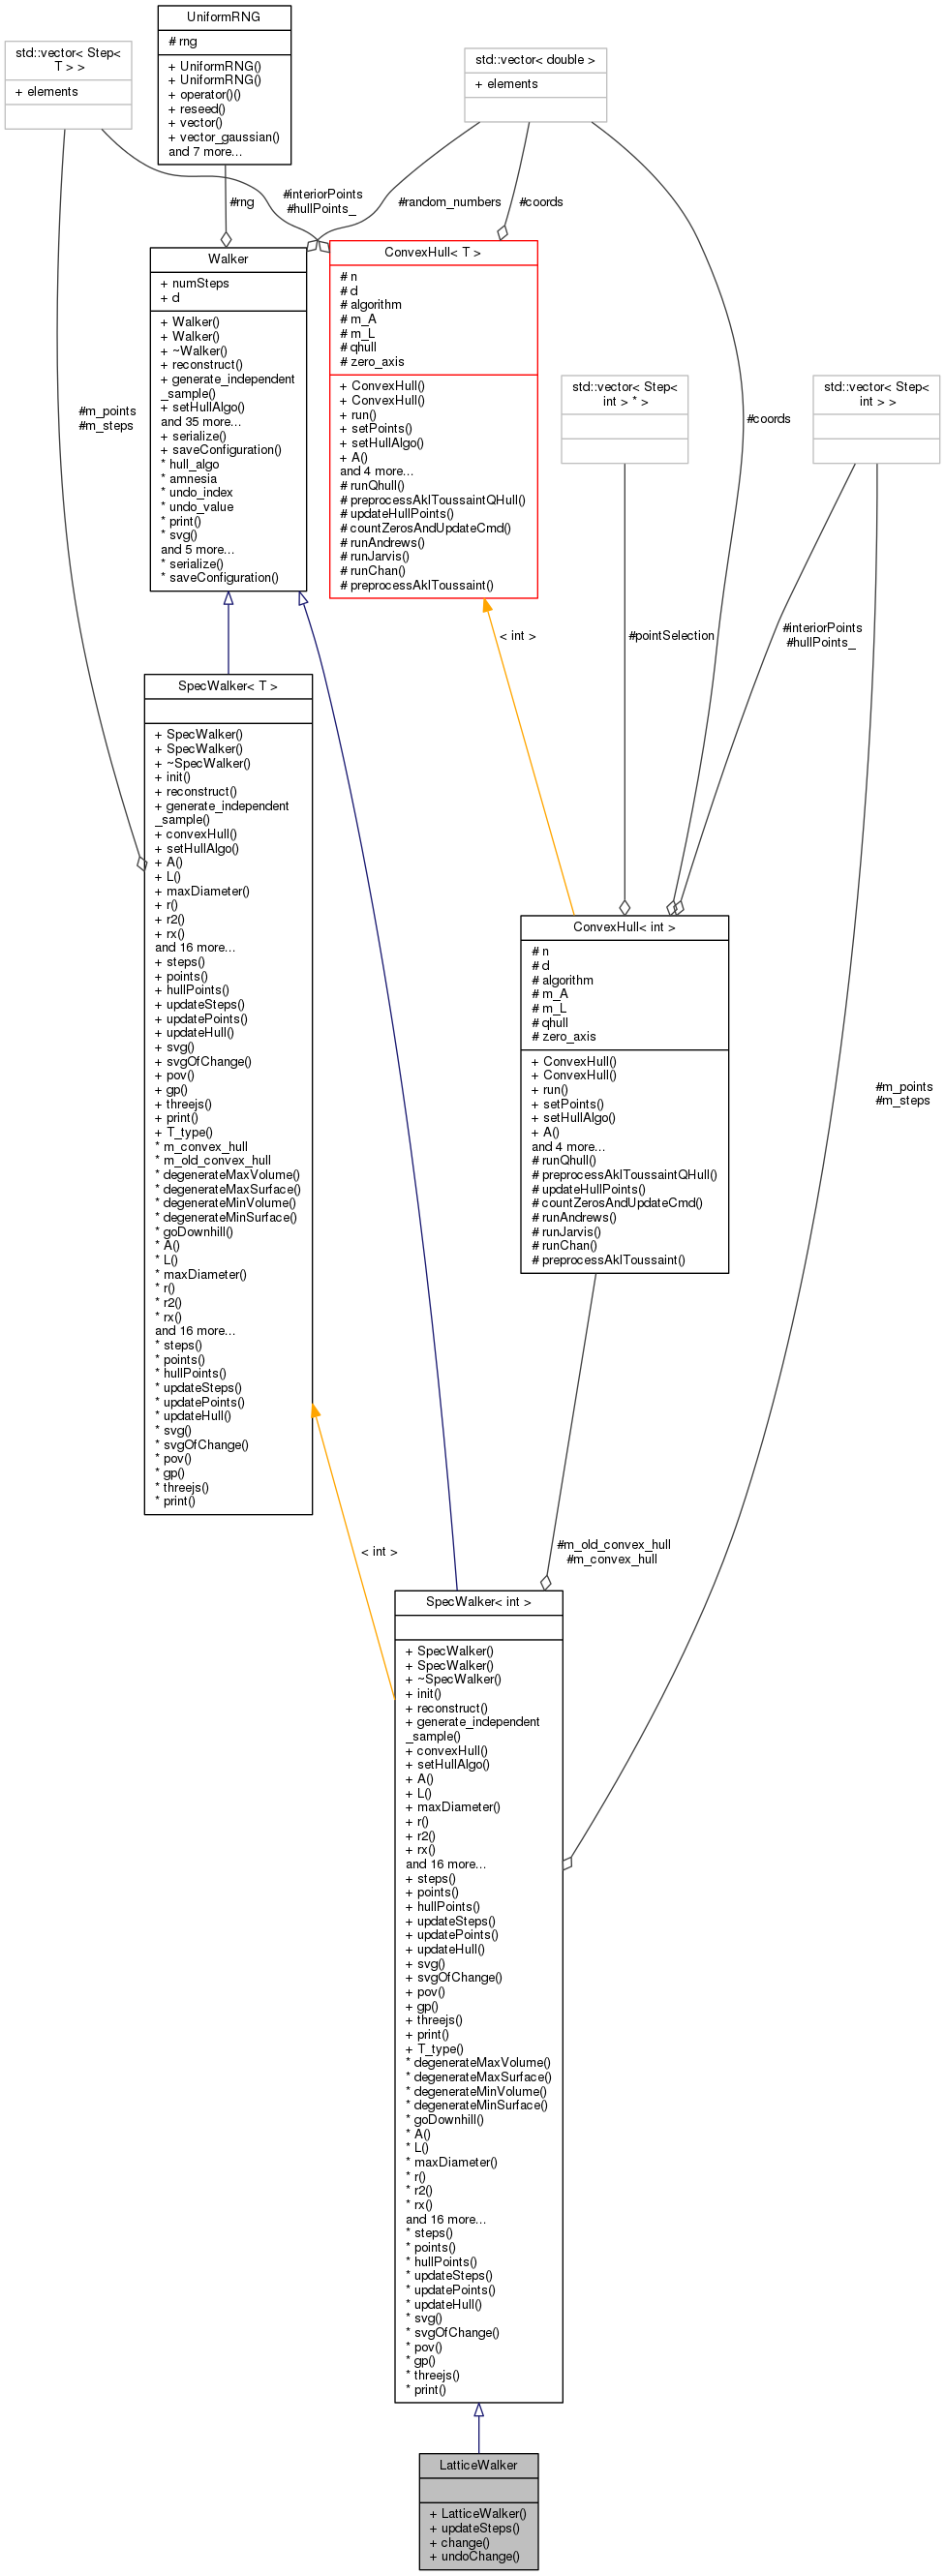 UniformRNG
# rng
+ UniformRNG()
+ UniformRNG()
+ operator()()
+ reseed()
+ vector()
+ vector_gaussian()
and 7 more...
std::vector< Step<
T > >
+ elements
std::vector< double >
+ elements
#rng
#interiorPoints
#hullPoints_
#random_numbers
#coords
Walker
+ numSteps
+ d
+ Walker()
+ Walker()
+ ~Walker()
+ reconstruct()
+ generate_independent
_sample()
+ setHullAlgo()
and 35 more...
+ serialize()
+ saveConfiguration()
* hull_algo
* amnesia
* undo_index
* undo_value
* print()
* svg()
and 5 more...
* serialize()
* saveConfiguration()
ConvexHull< T >
# n
# d
# algorithm
# m_A
# m_L
# qhull
# zero_axis
+ ConvexHull()
+ ConvexHull()
+ run()
+ setPoints()
+ setHullAlgo()
+ A()
and 4 more...
# runQhull()
# preprocessAklToussaintQHull()
# updateHullPoints()
# countZerosAndUpdateCmd()
# runAndrews()
# runJarvis()
# runChan()
# preprocessAklToussaint()
std::vector< Step<
int > * >
std::vector< Step<
int > >
#m_points
#m_steps
#coords
< int >
#pointSelection
#interiorPoints
#hullPoints_
SpecWalker< T >
+ SpecWalker()
+ SpecWalker()
+ ~SpecWalker()
+ init()
+ reconstruct()
+ generate_independent
_sample()
+ convexHull()
+ setHullAlgo()
+ A()
+ L()
+ maxDiameter()
+ r()
+ r2()
+ rx()
and 16 more...
+ steps()
+ points()
+ hullPoints()
+ updateSteps()
+ updatePoints()
+ updateHull()
+ svg()
+ svgOfChange()
+ pov()
+ gp()
+ threejs()
+ print()
+ T_type()
* m_convex_hull
* m_old_convex_hull
* degenerateMaxVolume()
* degenerateMaxSurface()
* degenerateMinVolume()
* degenerateMinSurface()
* goDownhill()
* A()
* L()
* maxDiameter()
* r()
* r2()
* rx()
and 16 more...
* steps()
* points()
* hullPoints()
* updateSteps()
* updatePoints()
* updateHull()
* svg()
* svgOfChange()
* pov()
* gp()
* threejs()
* print()
ConvexHull< int >
# n
# d
# algorithm
# m_A
# m_L
# qhull
# zero_axis
+ ConvexHull()
+ ConvexHull()
+ run()
+ setPoints()
+ setHullAlgo()
+ A()
and 4 more...
# runQhull()
# preprocessAklToussaintQHull()
# updateHullPoints()
# countZerosAndUpdateCmd()
# runAndrews()
# runJarvis()
# runChan()
# preprocessAklToussaint()
#m_points
#m_steps
< int >
#m_old_convex_hull
#m_convex_hull
SpecWalker< int >
+ SpecWalker()
+ SpecWalker()
+ ~SpecWalker()
+ init()
+ reconstruct()
+ generate_independent
_sample()
+ convexHull()
+ setHullAlgo()
+ A()
+ L()
+ maxDiameter()
+ r()
+ r2()
+ rx()
and 16 more...
+ steps()
+ points()
+ hullPoints()
+ updateSteps()
+ updatePoints()
+ updateHull()
+ svg()
+ svgOfChange()
+ pov()
+ gp()
+ threejs()
+ print()
+ T_type()
* degenerateMaxVolume()
* degenerateMaxSurface()
* degenerateMinVolume()
* degenerateMinSurface()
* goDownhill()
* A()
* L()
* maxDiameter()
* r()
* r2()
* rx()
and 16 more...
* steps()
* points()
* hullPoints()
* updateSteps()
* updatePoints()
* updateHull()
* svg()
* svgOfChange()
* pov()
* gp()
* threejs()
* print()
LatticeWalker
+ LatticeWalker()
+ updateSteps()
+ change()
+ undoChange()